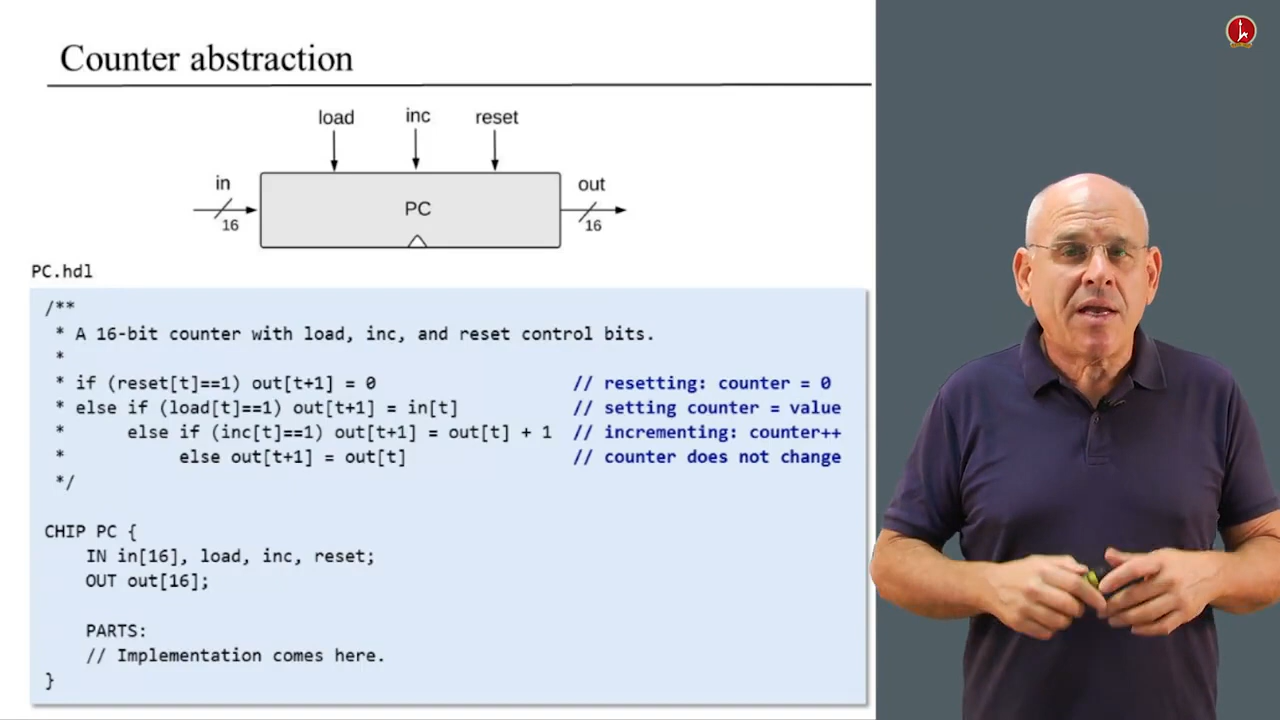 Counter abstraction
load
inc
reset
in
out
PC
16
16
PC.hdl
/**
* A 16-bit counter with load, inc, and reset control bits.
*
* if (reset[t]==1) out[t+1] = 0 // resetting: counter = 0
* else if (load[t]==1) out[t+1] = in[t] // setting counter = value
* else if (inc[t]==1) out[t+1] = out[t] + 1 // incrementing: counter++
* else out[t+1] = out[t] // counter does not change
*/
CHIP PC {
IN in[16], load, inc, reset;
OUT out[16];
PARTS:
// Implementation comes here.
}